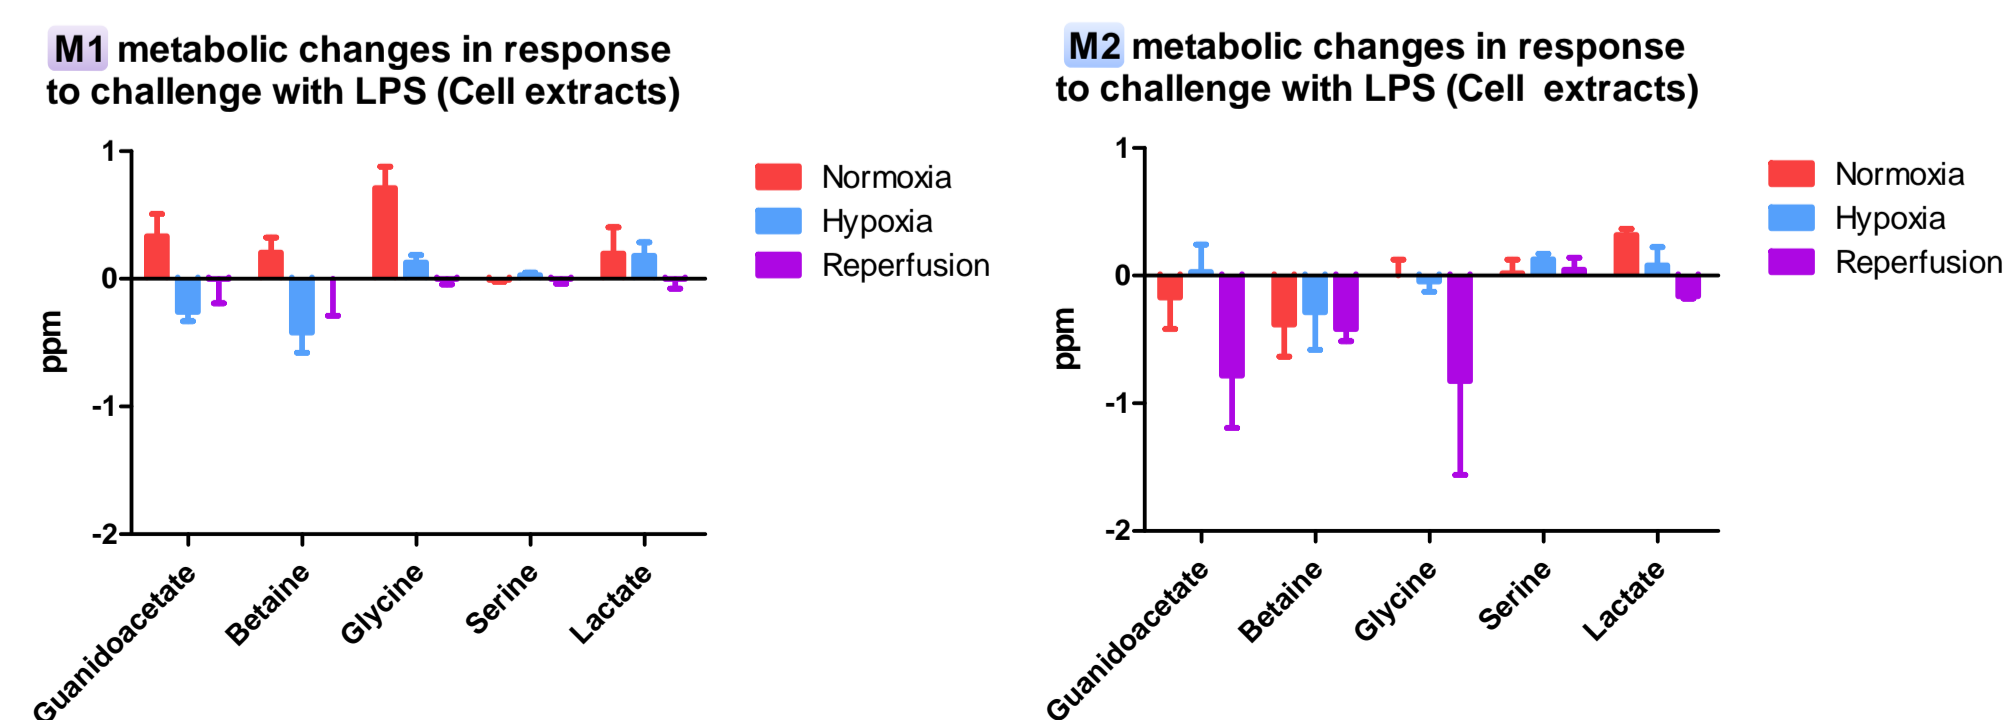 M1 metabolic changes in response
to challenge with LPS (Cell extracts)
1
0
-1
-2
ppm
Guanidoacetate
Betaine
Glycine
Serine
Lactate
Normoxia
Hypoxia
Reperfusion
M2 metabolic changes in response
to challenge with LPS (Cell extracts)
1
0
-1
-2
ppm
Guanidoacetate
Betaine
Glycine
Serine
Lactate
Normoxia
Hypoxia
Reperfusion